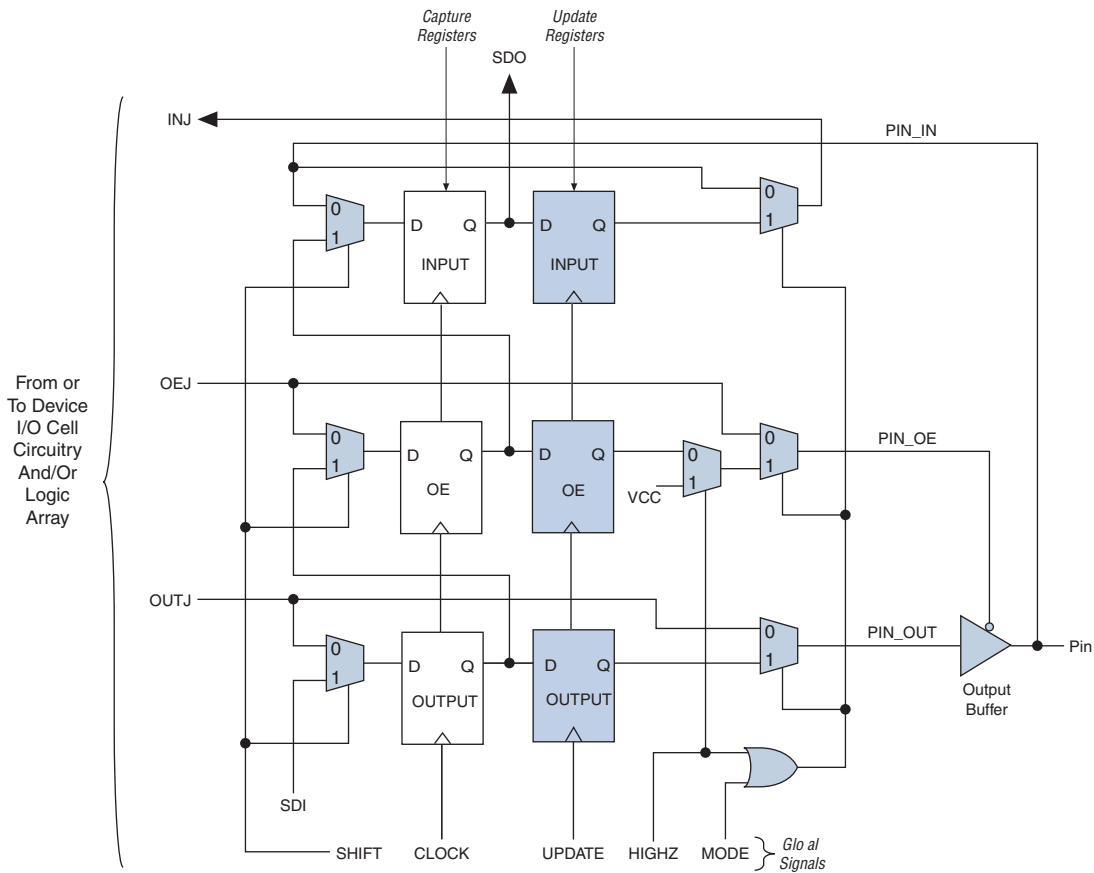 Capture
Registers
Update
Registers
SDO
INJ
PIN_IN
0
1
D Q
INPUT
D Q
INPUT
0
1
From or
To Device
I/O Cell
Circuitry
And/Or
Logic
Array
OEJ
0
1
D Q
OE
D Q
OE
0
1
VCC
0
1
PIN_OE
OUTJ
0
1
D Q
OUTPUT
D Q
OUTPUT
0
1
PIN_OUT
Pin
Output
Buffer
SDI
SHIFT
CLOCK
UPDATE
HIGHZ
MODE
Glo al
Signals